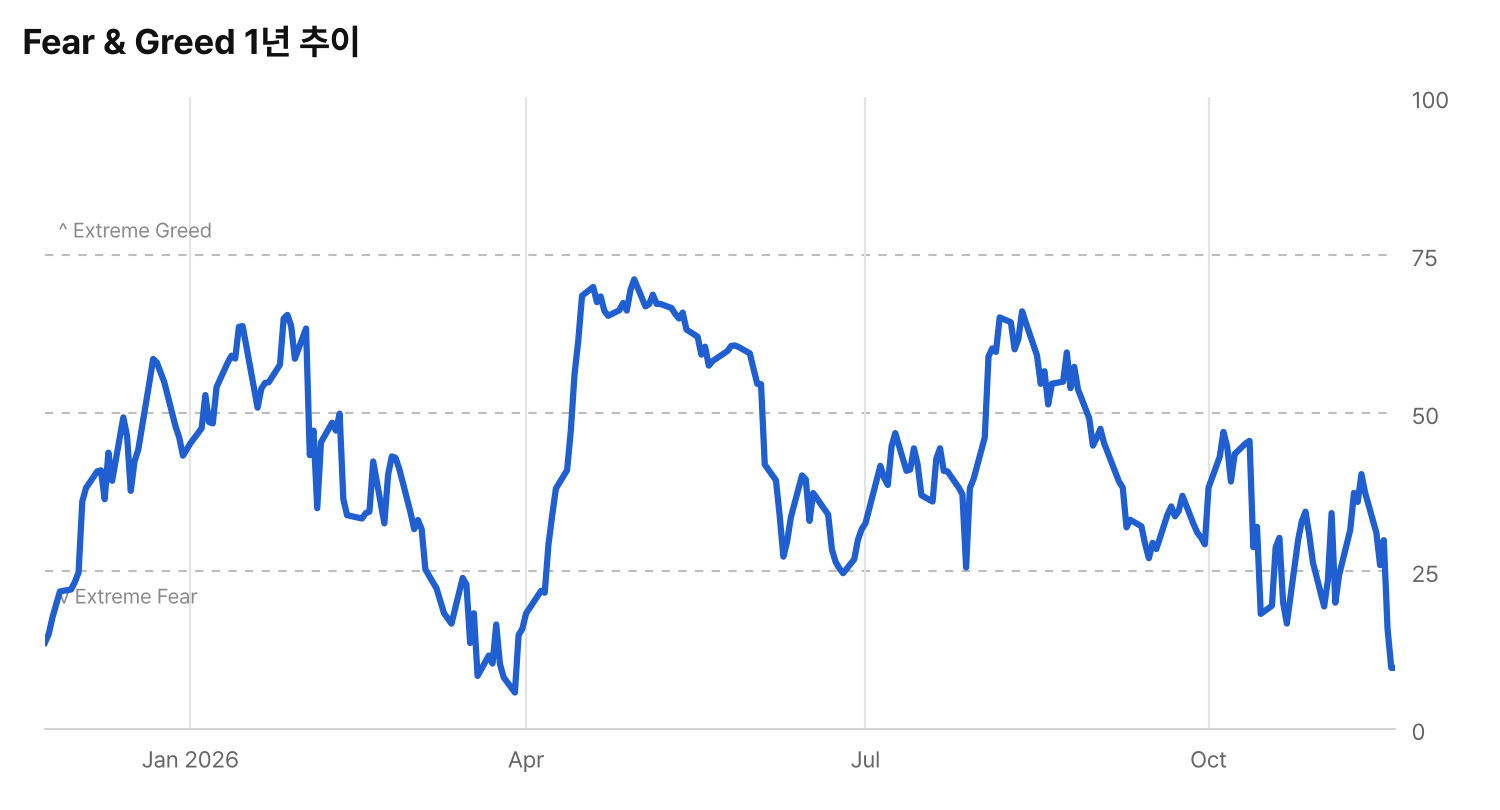 Fear & Greed 1년 추이
100
^ Extreme Greed
75
50
25
v Extreme Fear
0
Jan 2026 Apr Jul Oct